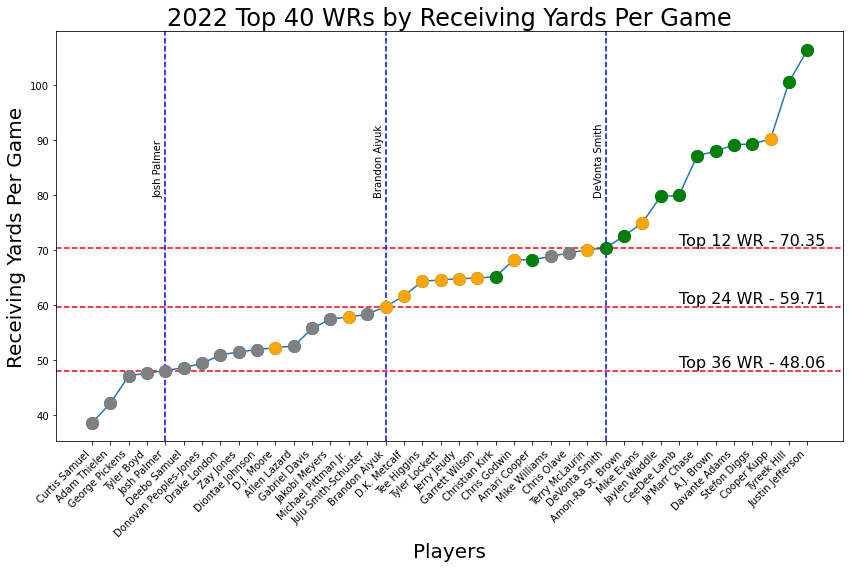 2022 Top 40 WRs by Receiving Yards Per Game
Receiving Yards Per Game
100
90
80
70
60
50
40
Josh Palmer
Brandon Aiyuk
DeVonta Smith
Top 12 WR - 70.35
Top 24 WR - 59.71
Top 36 WR - 48.06
Curtis Samuel
Adam Thielen
George Pickens
Tyler Boyd
Josh Palmer
Deebo Samuel
Donovan Peoples-Jones
Drake London
Zay Jones
Diontae Johnson
D.J. Moore
Allen Lazard
Gabriel Davis
Jakobi Meyers
Michael Pittman Jr.
JuJu Smith-Schuster
Brandon Aiyuk
D.K. Metcalf
Tee Higgins
Tyler Lockett
Jerry Jeudy
Garrett Wilson
Christian Kirk
Chris Godwin
Amari Cooper
Mike Williams
Chris Olave
Terry McLaurin
DeVonta Smith
Amon-Ra St. Brown
Mike Evans
Jaylen Waddle
CeeDee Lamb
Ja'Marr Chase
A.J. Brown
Davante Adams
Stefon Diggs
Cooper Kupp
Tyreek Hill
Justin Jefferson
Players